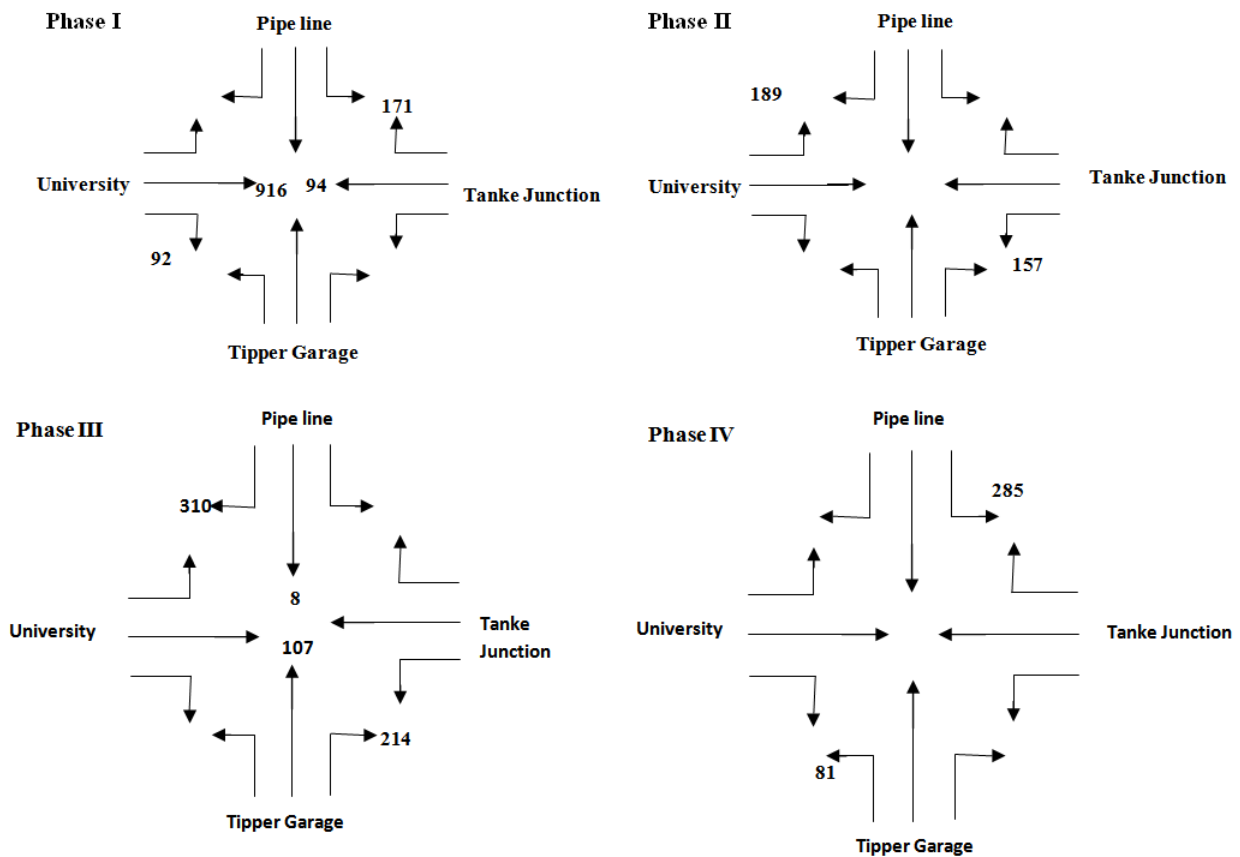 Phase I
Pipe line
171
University
916
94
Tanke Junction
92
Tipper Garage
Phase II
Pipe line
189
University
Tanke Junction
157
Tipper Garage
Phase III
Pipe line
310
8
University
107
Tanke
Junction
214
Tipper Garage
Phase IV
Pipe line
285
University
Tanke Junction
81
Tipper Garage